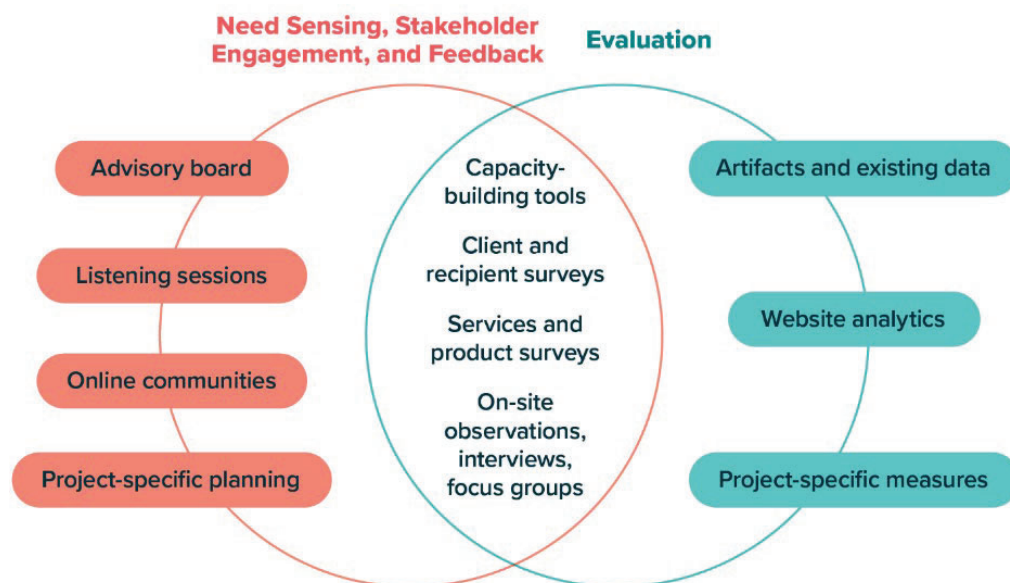 Need Sensing, Stakeholder
Engagement, and Feedback
Evaluation
Advisory board
Listening sessions
Online communities
Project-specific planning
Capacity-
building tools
Client and
recipient surveys
Services and
product surveys
On-site
observations,
interviews,
focus groups
Artifacts and existing data
Website analytics
Project-specific measures